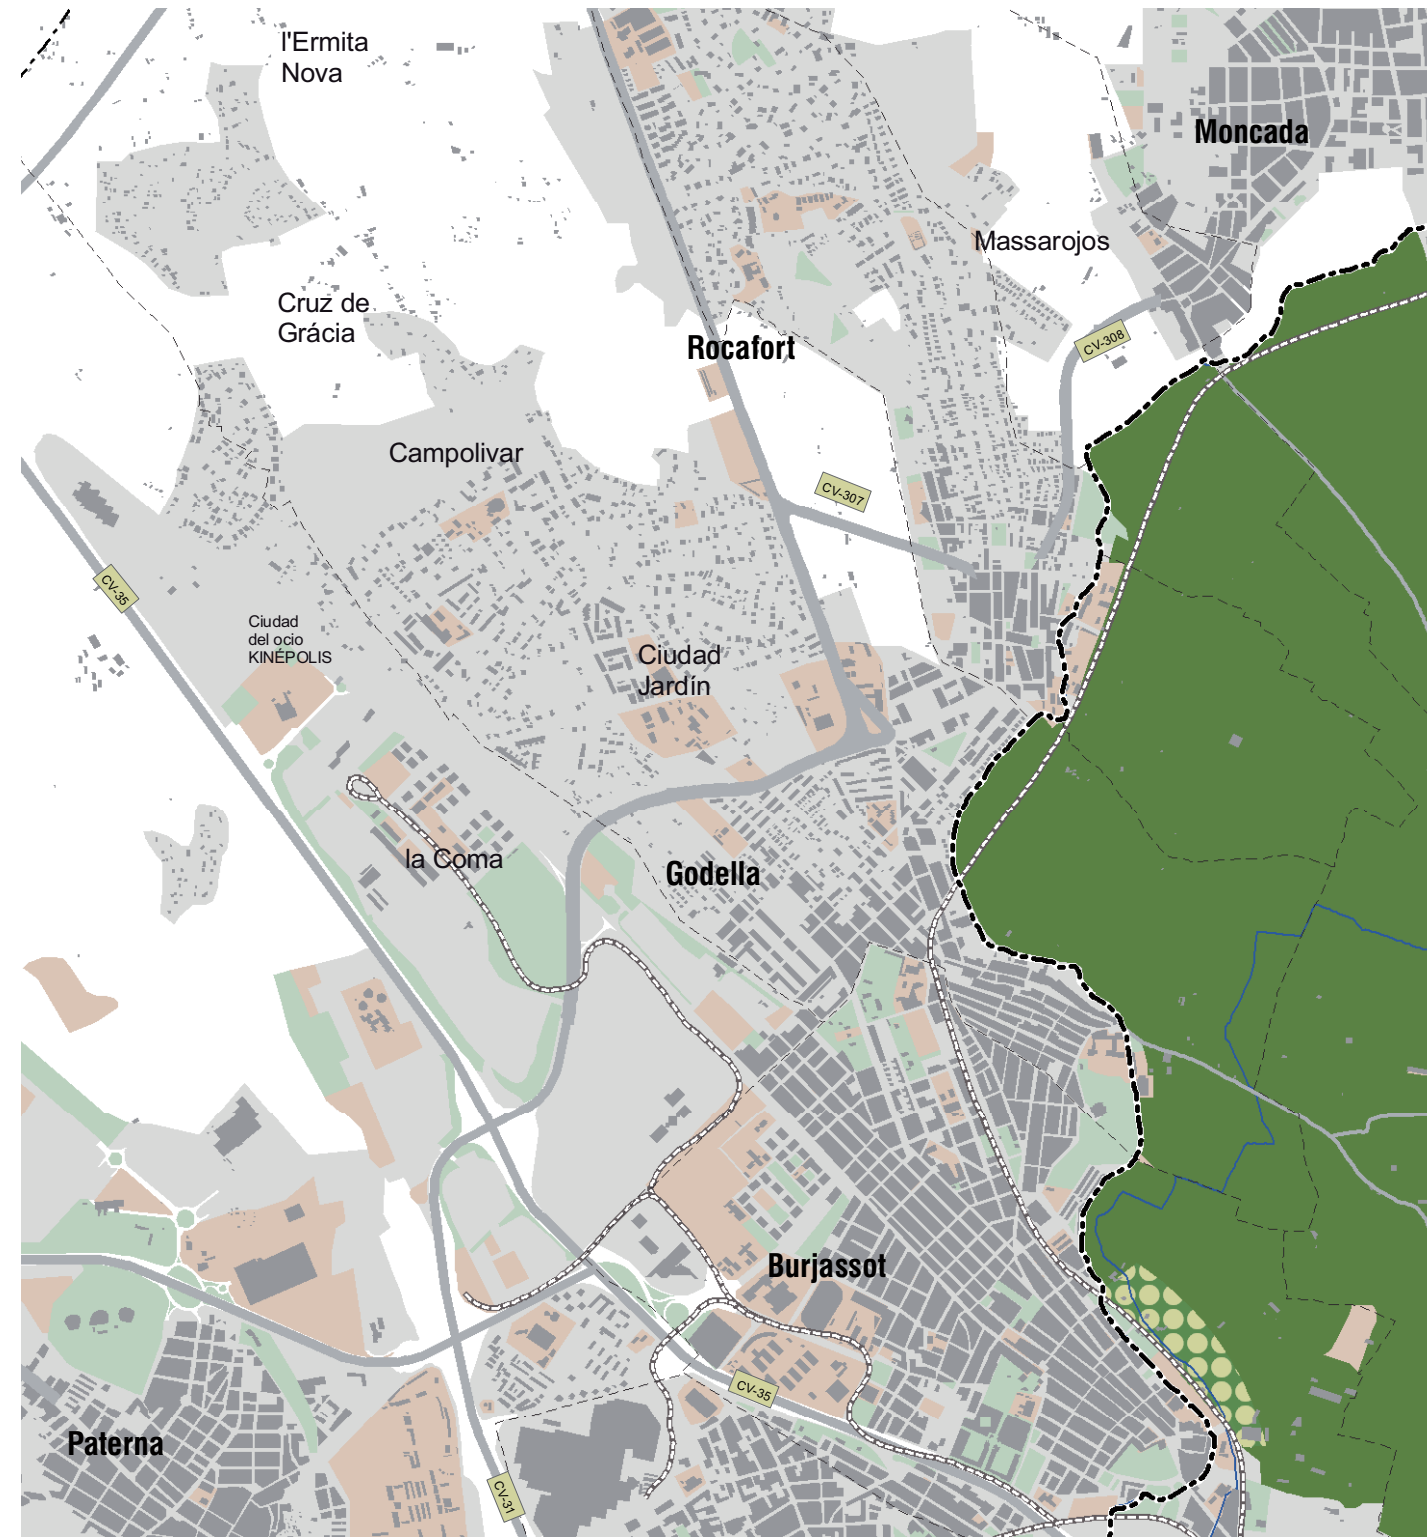 l'Ermita
Nova
Moncada
Massarojos
Cruz de
Grácia
CV-308
Rocafort
Campolivar
CV-307
CV-35
Ciudad
del ocio
KINÉPOLIS
Ciudad
Jardín
la Coma
Godella
Burjassot
CV-35
Paterna
CV-31